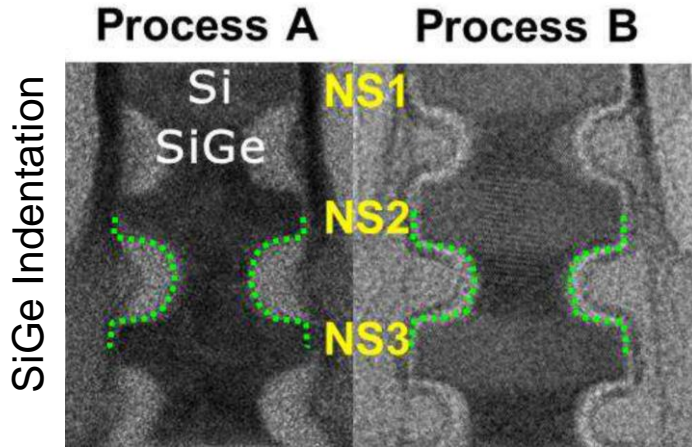 Process A
Process B
SiGe Indentation
Si
SiGe
NS1
NS2
NS3